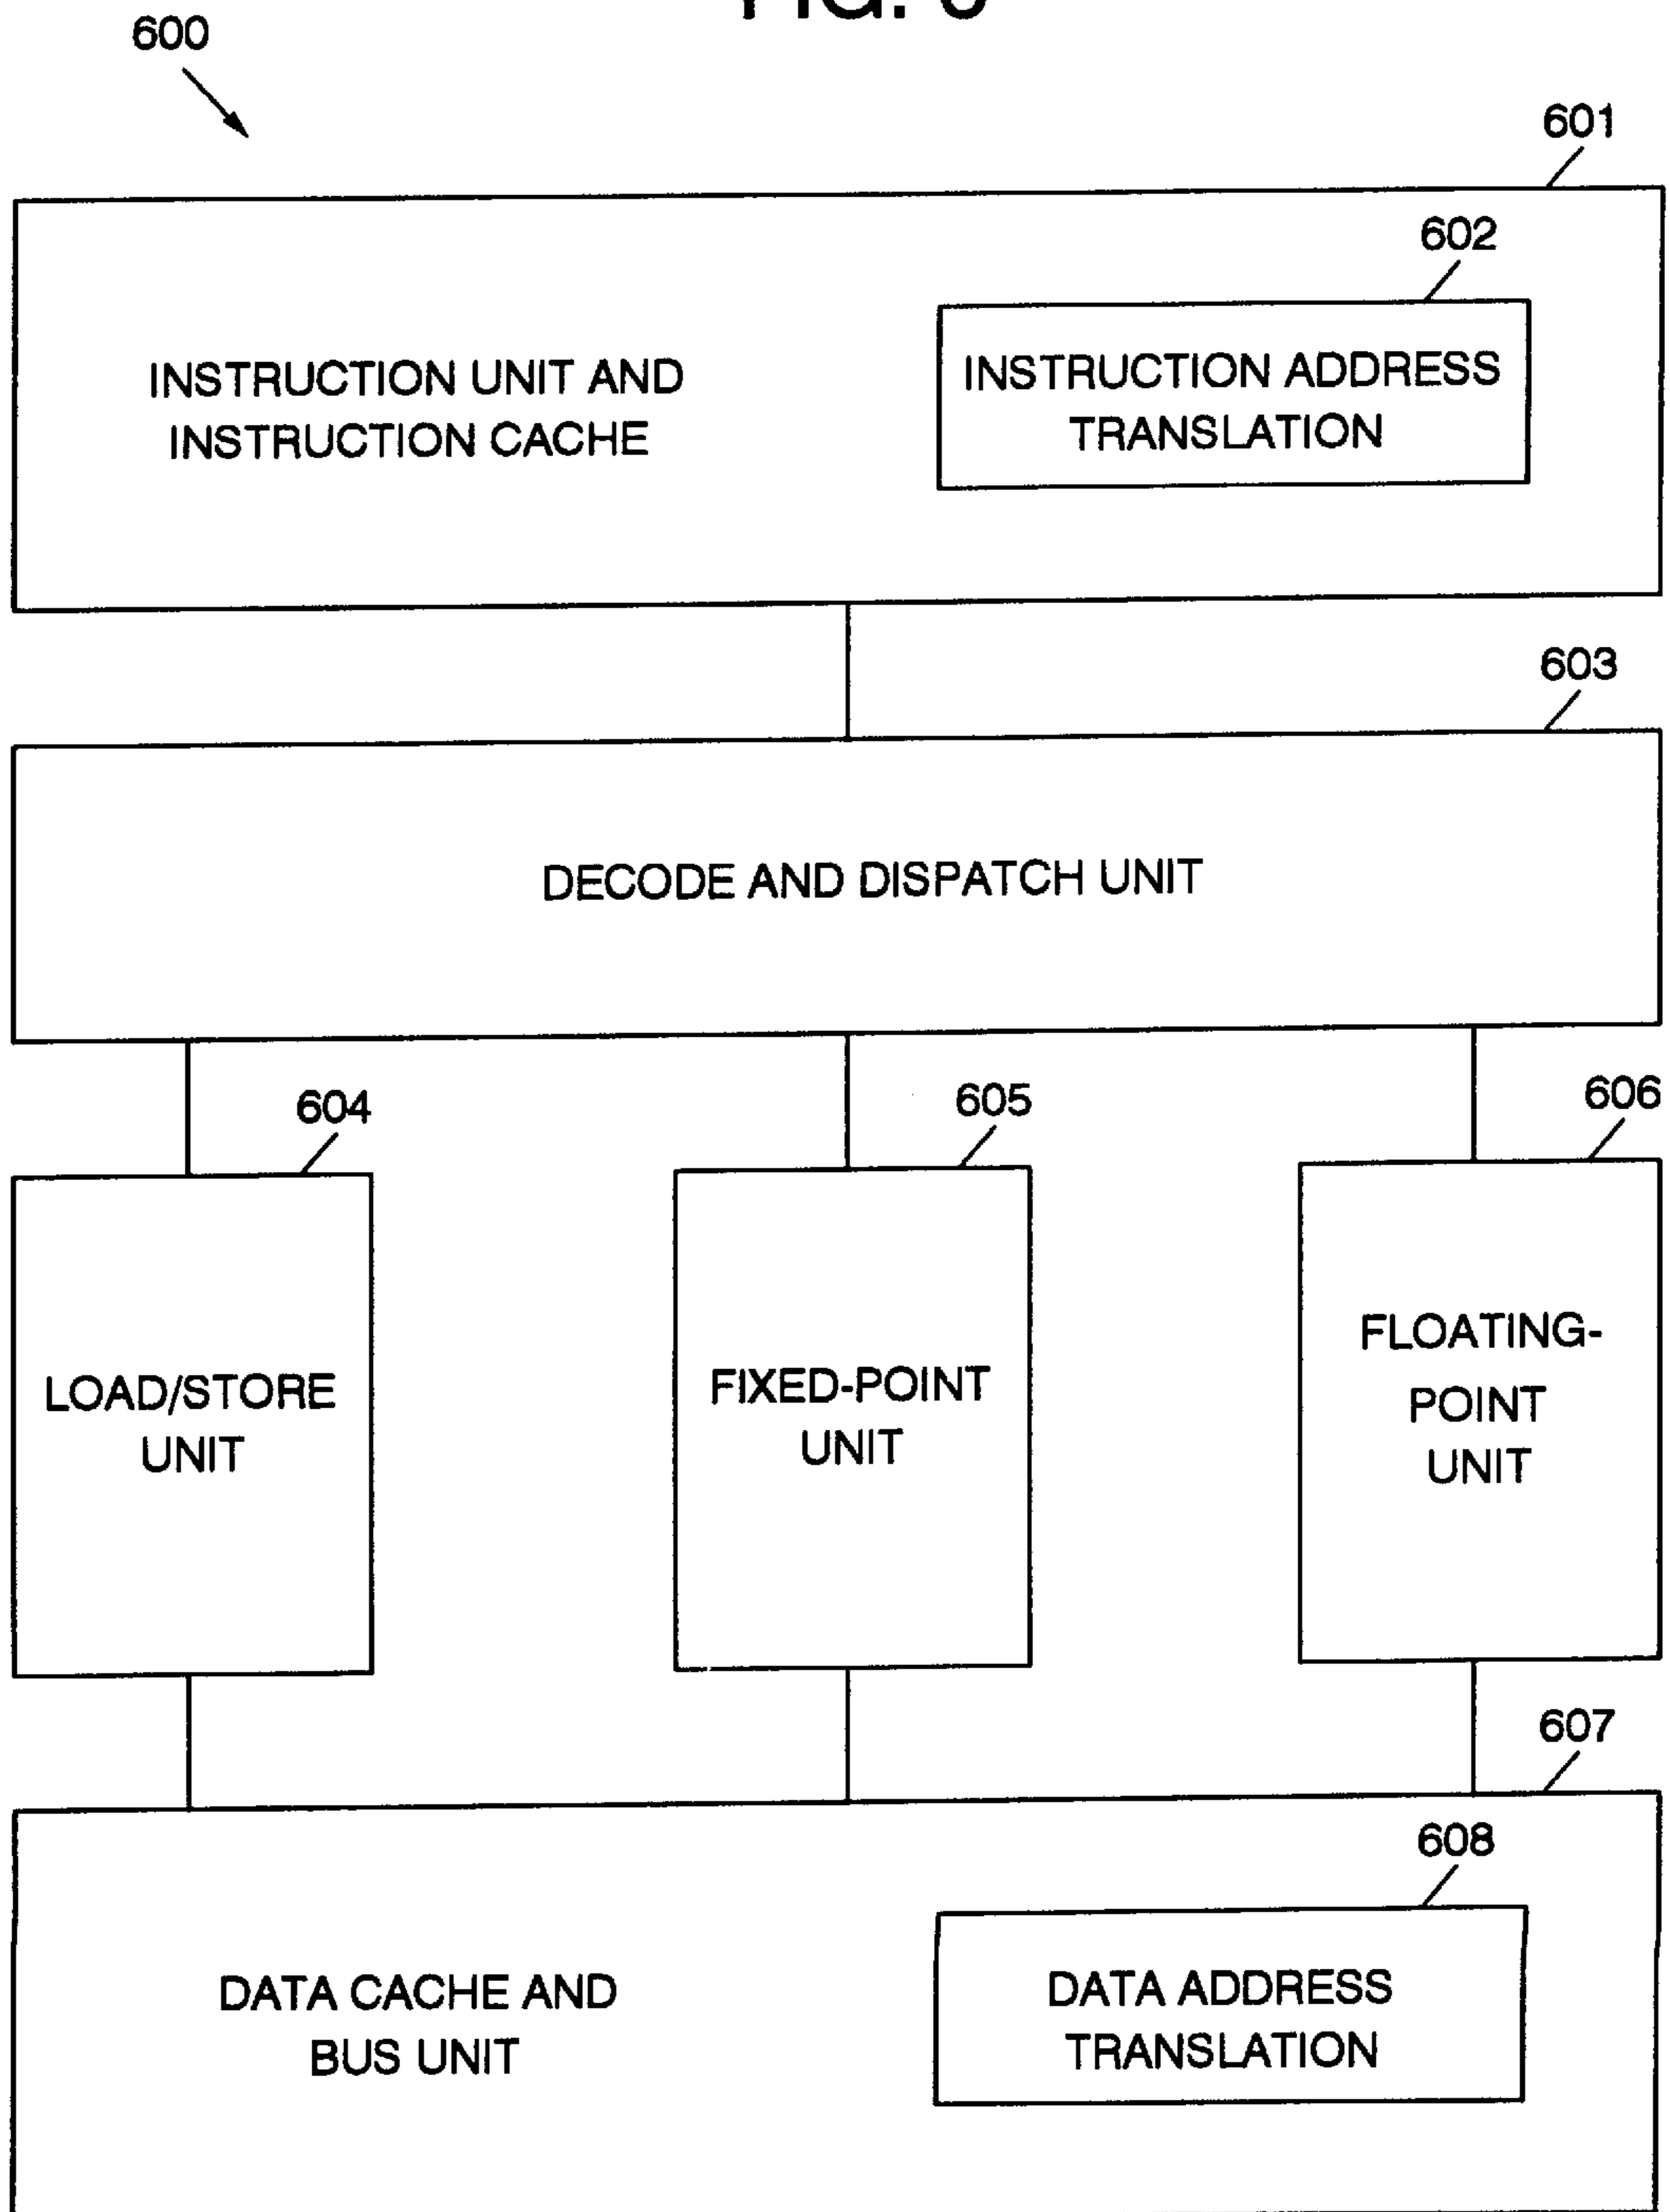 FIG. 6
600
601
602
INSTRUCTION UNIT AND
INSTRUCTION CACHE
INSTRUCTION ADDRESS
TRANSLATION
603
DECODE AND DISPATCH UNIT
604
605
606
LOAD/STORE
UNIT
FIXED-POINT
UNIT
FLOATING-
POINT
UNIT
607
608
DATA CACHE AND
BUS UNIT
DATA ADDRESS
TRANSLATION